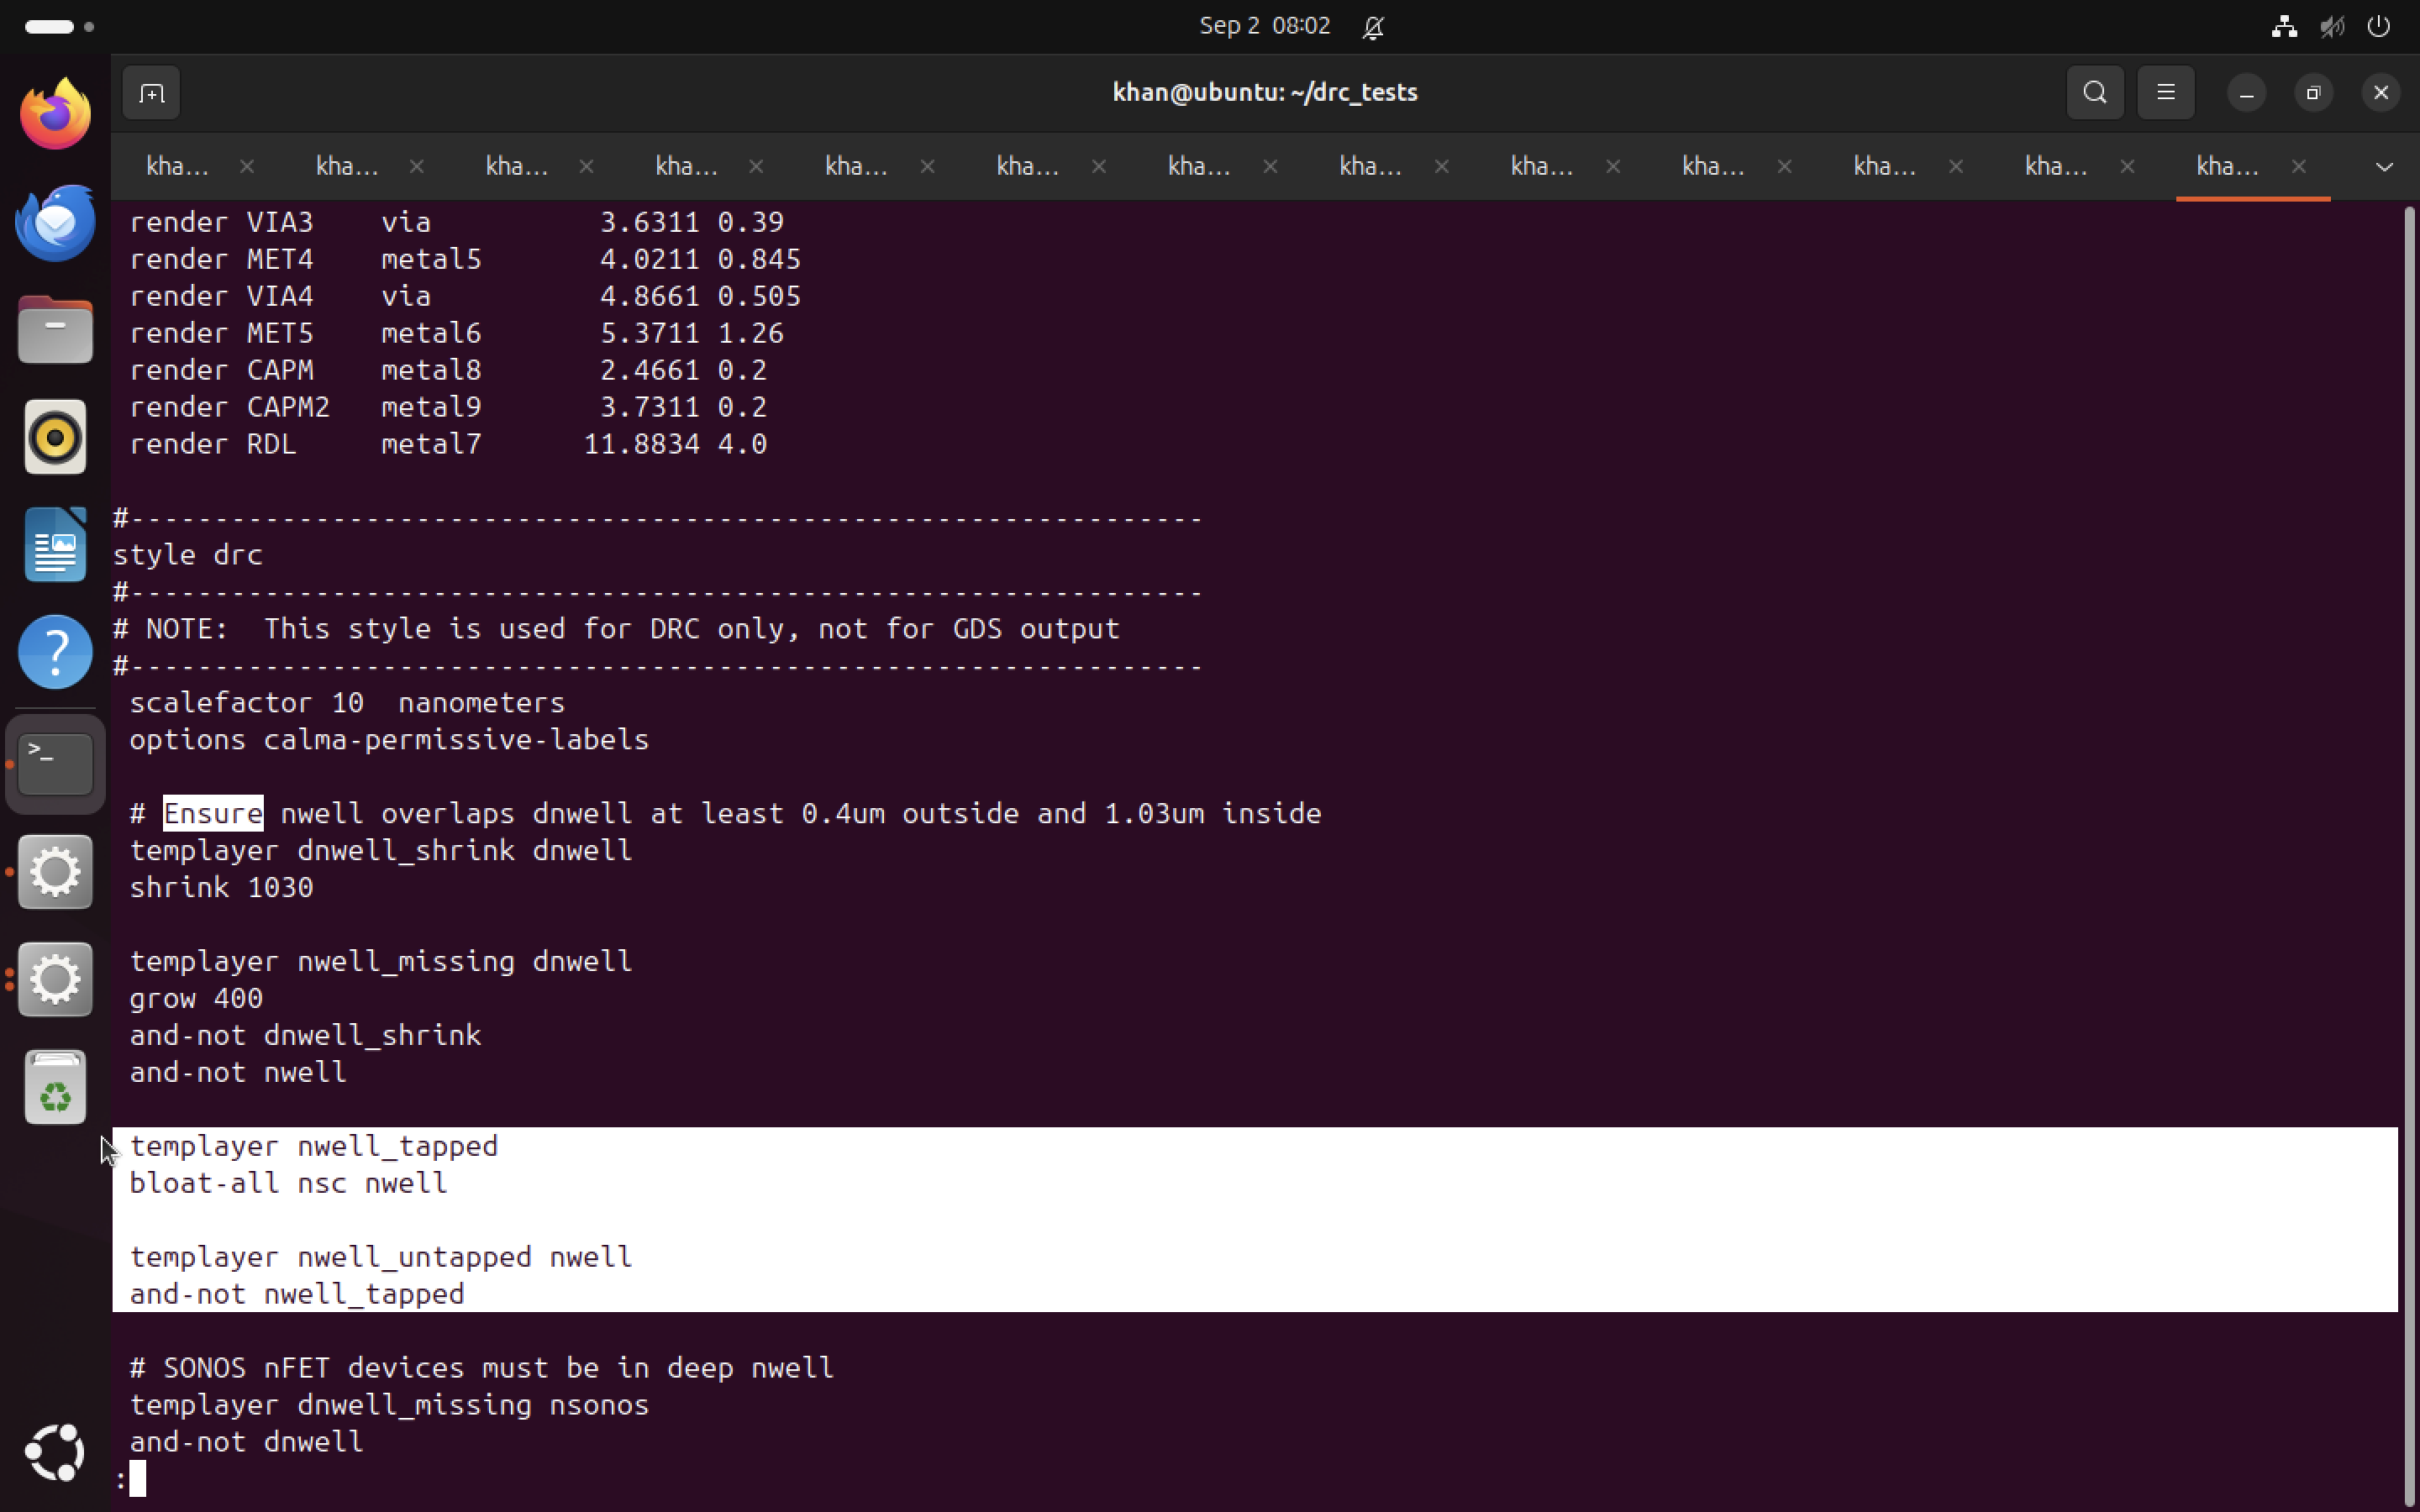 Sep 2 08:02
khan@ubuntu: ~/drc_tests
kha... kha... kha... kha... kha... kha... kha... kha... kha... kha... kha... kha... kha...
render VIA3 via 3.6311 0.39
render MET4 metal5 4.0211 0.845
render VIA4 via 4.8661 0.505
render MET5 metal6 5.3711 1.26
render CAPM metal8 2.4661 0.2
render CAPM2 metal9 3.7311 0.2
render RDL metal7 11.8834 4.0
#----------------------------------------------------------------
style drc
#----------------------------------------------------------------
# NOTE: This style is used for DRC only, not for GDS output
#----------------------------------------------------------------
scalefactor 10 nanometers
options calma-permissive-labels
# Ensure nwell overlaps dnwell at least 0.4um outside and 1.03um inside
templayer dnwell_shrink dnwell
shrink 1030
templayer nwell_missing dnwell
grow 400
and-not dnwell_shrink
and-not nwell
templayer nwell_tapped
bloat-all nsc nwell
templayer nwell_untapped nwell
and-not nwell_tapped
# SONOS nFET devices must be in deep nwell
templayer dnwell_missing nsonos
and-not dnwell
: